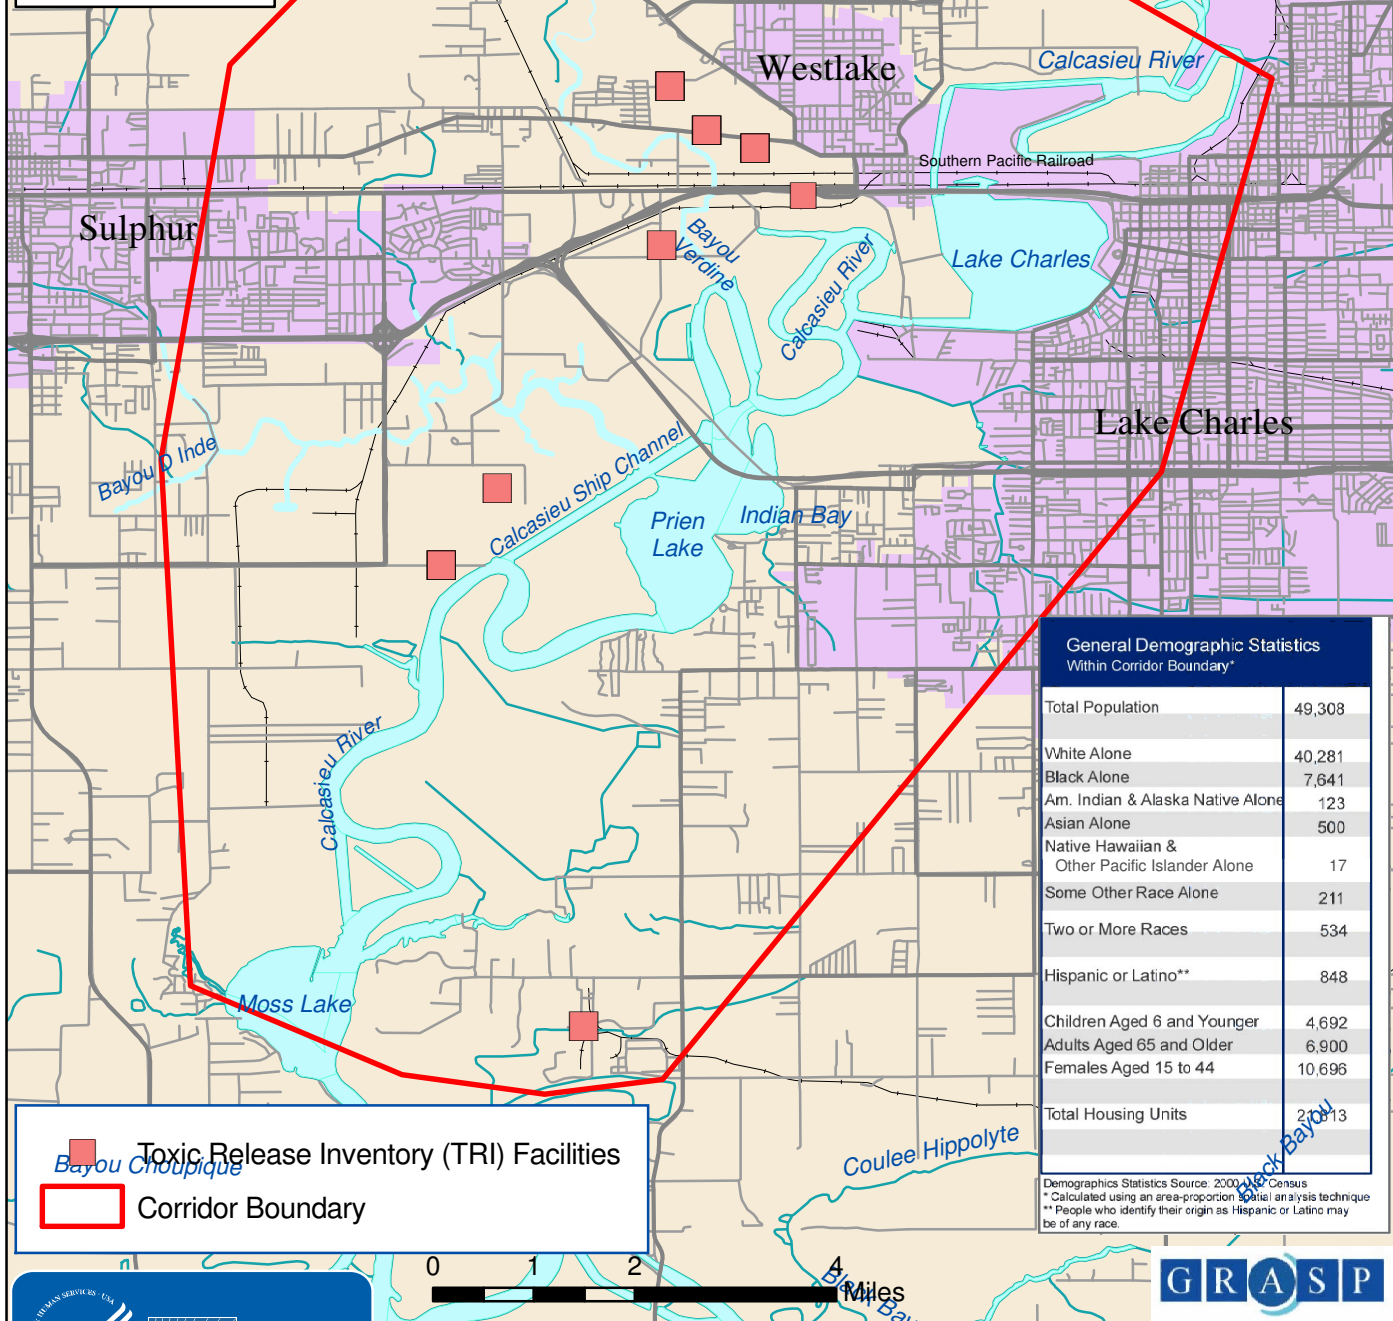 Westlake
Calcasieu River
Southern Pacific Railroad
Sulphur
Bayou
Verdine
Calcasieu River
Lake Charles
Lake Charles
Bayou D Inde
Calcasieu Ship Channel
Prien
Lake
Indian Bay
Calcasieu River
Moss Lake
General Demographic Statistics
Within Corridor Boundary*
Total Population 49,308
White Alone 40,281
Black Alone 7,641
Am. Indian & Alaska Native Alone 123
Asian Alone 500
Native Hawaiian &
Other Pacific Islander Alone 17
Some Other Race Alone 211
Two or More Races 534
Hispanic or Latino** 848
Children Aged 6 and Younger 4,692
Adults Aged 65 and Older 6,900
Females Aged 15 to 44 10,696
Total Housing Units
Black Bayou
Demographics Statistics Source: 2000 U.S. Census
* Calculated using an area-proportion spatial analysis technique
** People who identify their origin as Hispanic or Latino may
be of any race.
Toxic Release Inventory (TRI) Facilities
Bayou Choupique
Corridor Boundary
Coulee Hippolyte
0 1 2 4
Miles
Black Bay
HUMAN SERVICES · USA
GRASP